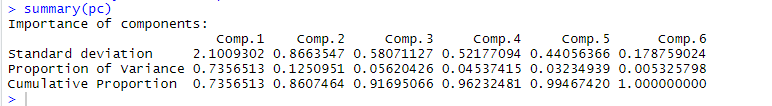 > summary(pc)
Importance of components:
Comp.1 Comp.2 Comp.3 Comp.4 Comp.5 Comp.6
Standard deviation 2.1009302 0.8663547 0.58071127 0.52177094 0.44056366 0.178759024
Proportion of Variance 0.7356513 0.1250951 0.05620426 0.04537415 0.03234939 0.005325798
Cumulative Proportion 0.7356513 0.8607464 0.91695066 0.96232481 0.99467420 1.000000000
>